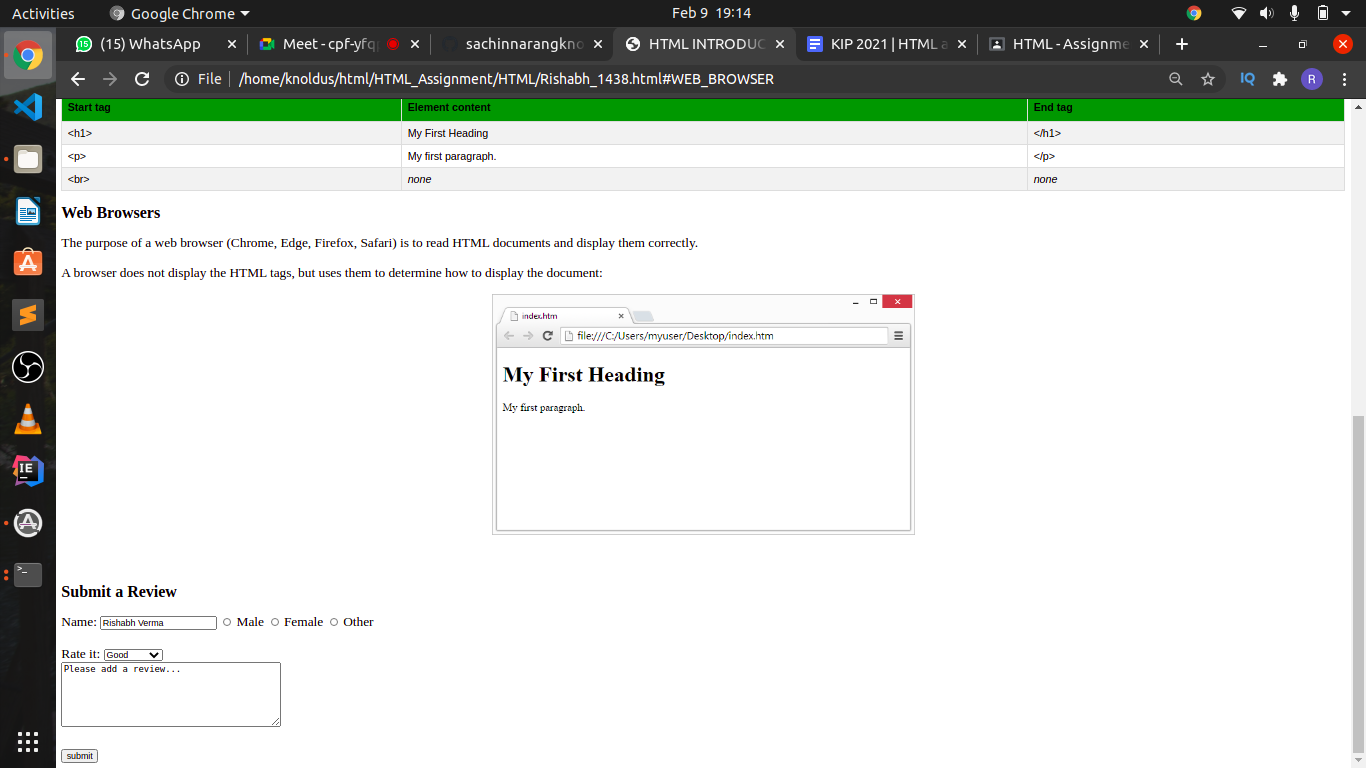 Activities Google Chrome Feb 9 19:14
(15) WhatsApp Meet - cpf-yfq sachinnarangkno HTML INTRODUC KIP 2021 | HTML a HTML - Assignme
File /home/knoldus/html/HTML_Assignment/HTML/Rishabh_1438.html#WEB_BROWSER IQ R
Start tag Element content End tag
<h1> My First Heading </h1>
<p> My first paragraph. </p>
<br> none none
Web Browsers
The purpose of a web browser (Chrome, Edge, Firefox, Safari) is to read HTML documents and display them correctly.
A browser does not display the HTML tags, but uses them to determine how to display the document:
index.htm
file:///C:/Users/myuser/Desktop/index.htm
My First Heading
My first paragraph.
Submit a Review
Name: Rishabh Verma Male Female Other
Rate it: Good
Please add a review...
submit